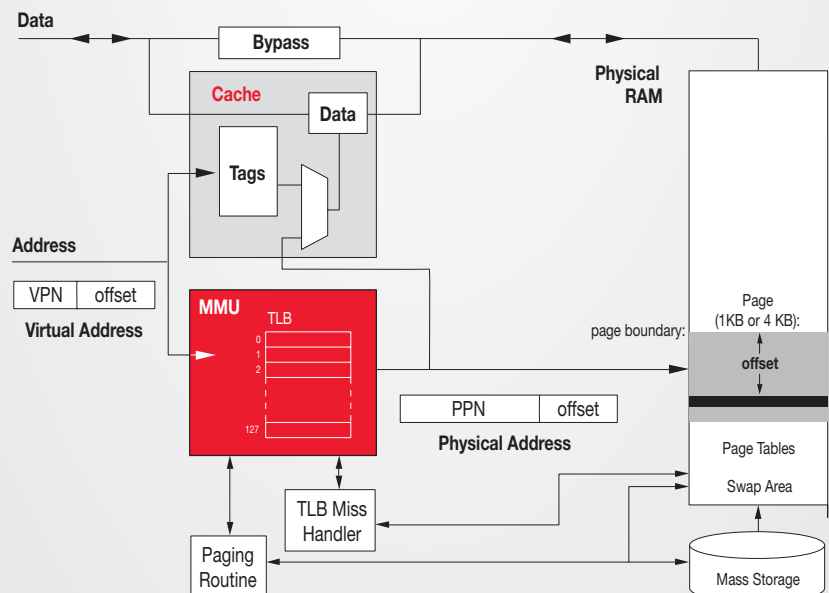 Data
Bypass
Physical
RAM
Cache
Data
Tags
Address
VPN
offset
Virtual Address
MMU
TLB
0
1
2
127
Page
(1KB or 4 KB):
page boundary:
offset
PPN
offset
Physical Address
Page Tables
Swap Area
TLB Miss
Handler
Paging
Routine
Mass Storage